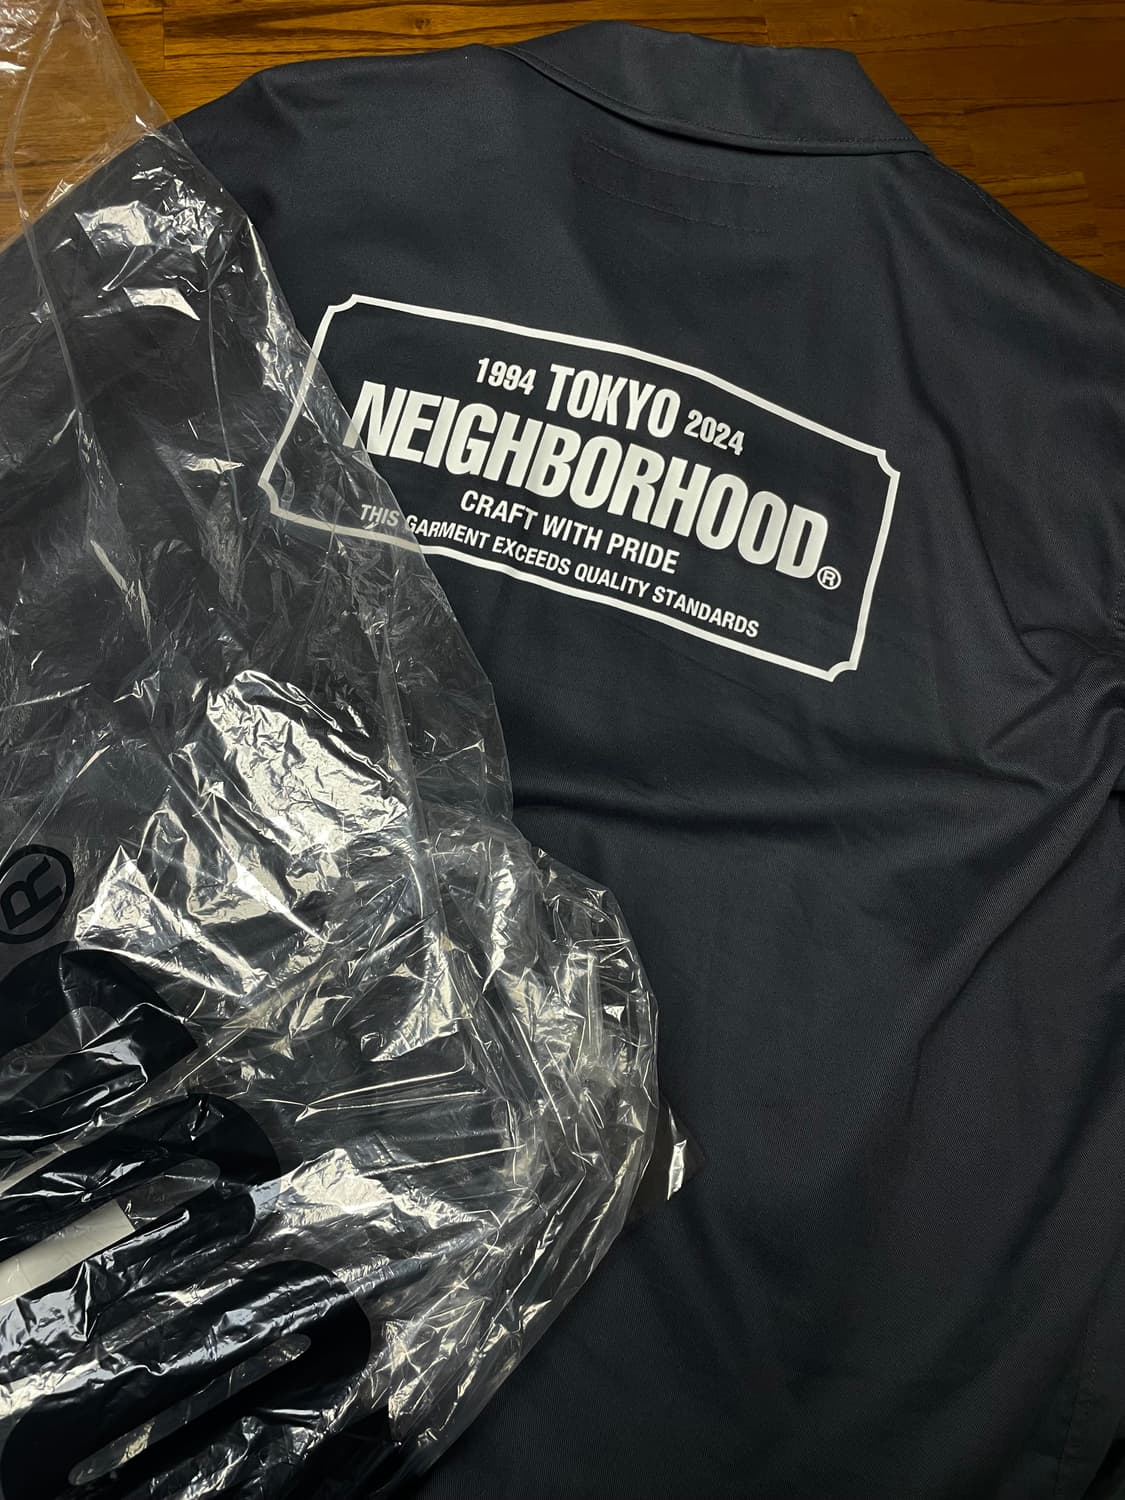 1994 TOKYO 2024
NEIGHBORHOOD®
CRAFT WITH PRIDE
THIS GARMENT EXCEEDS QUALITY STANDARDS
®